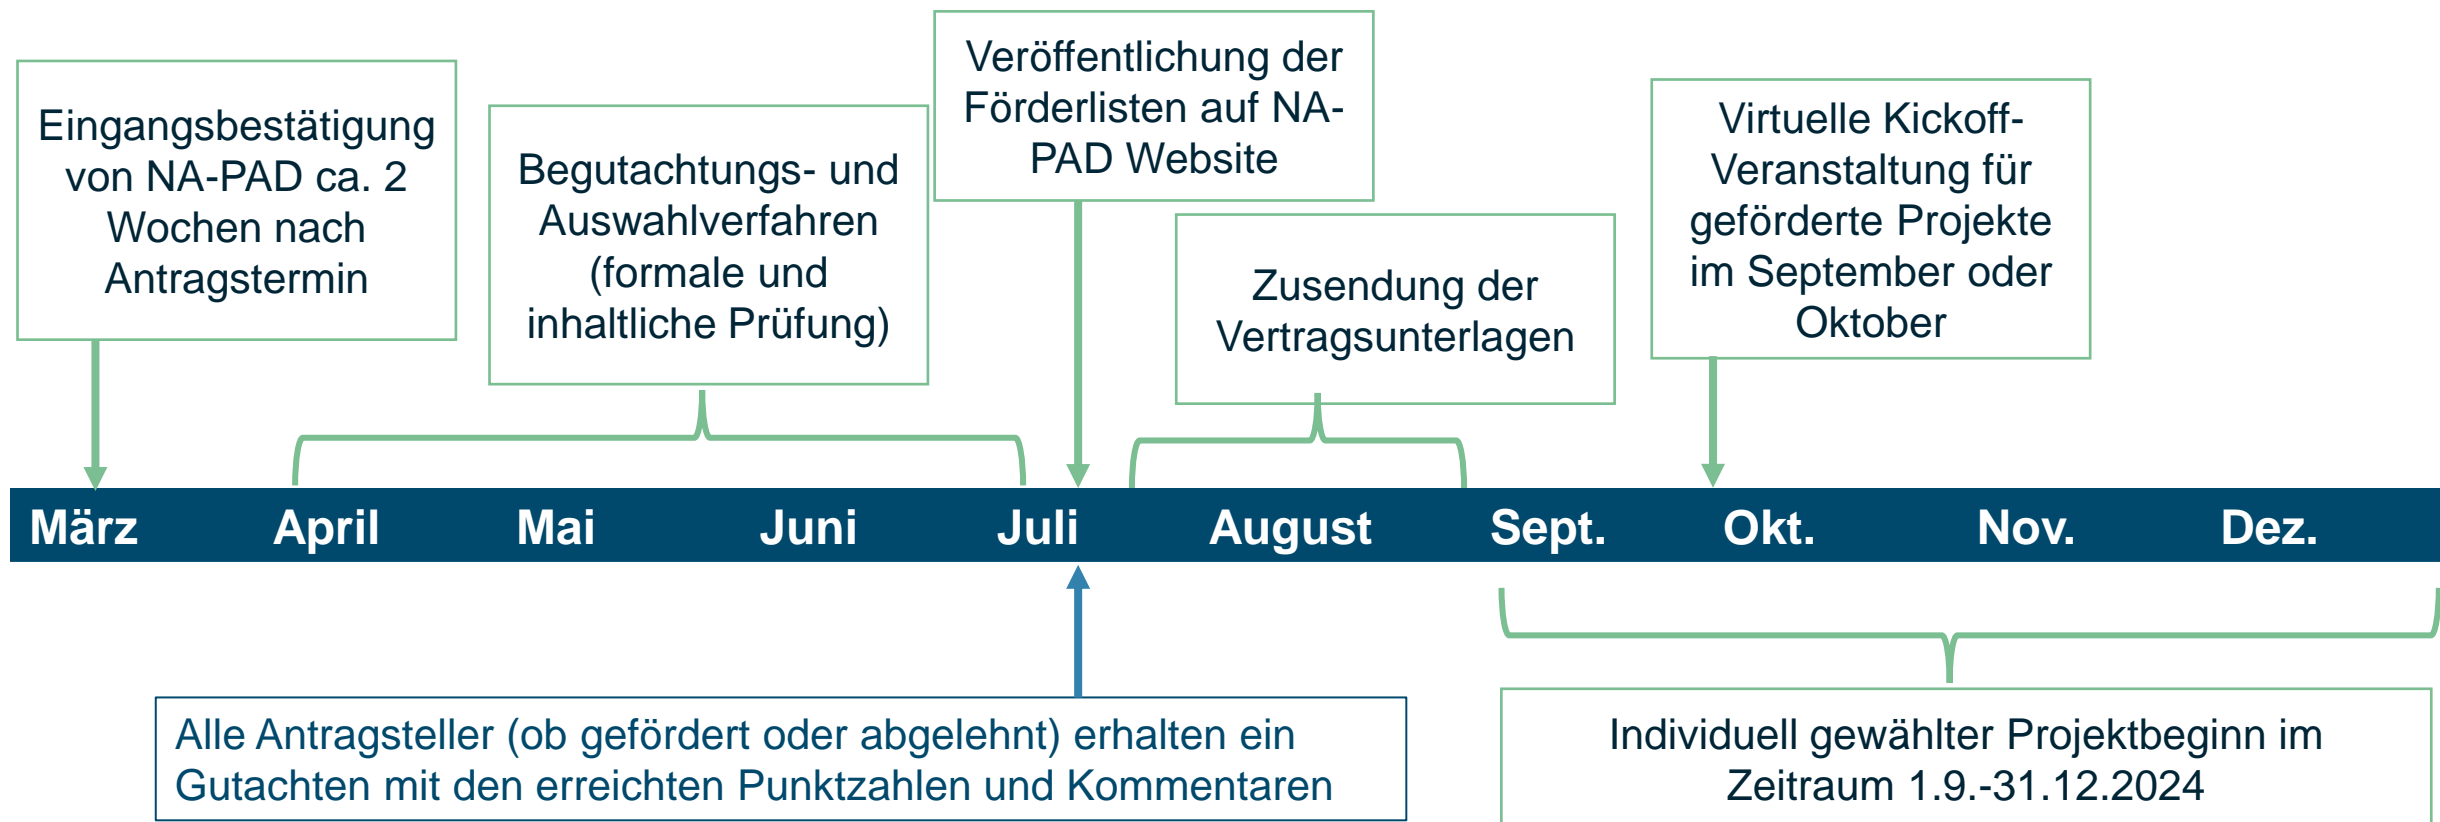 Eingangsbestätigung
von NA-PAD ca. 2
Wochen nach
Antragstermin
Begutachtungs- und
Auswahlverfahren
(formale und
inhaltliche Prüfung)
Veröffentlichung der
Förderlisten auf NA-
PAD Website
Zusendung der
Vertragsunterlagen
Virtuelle Kickoff-
Veranstaltung für
geförderte Projekte
im September oder
Oktober
März April Mai Juni Juli August Sept. Okt. Nov. Dez.
Alle Antragsteller (ob gefördert oder abgelehnt) erhalten ein
Gutachten mit den erreichten Punktzahlen und Kommentaren
Individuell gewählter Projektbeginn im
Zeitraum 1.9.-31.12.2024